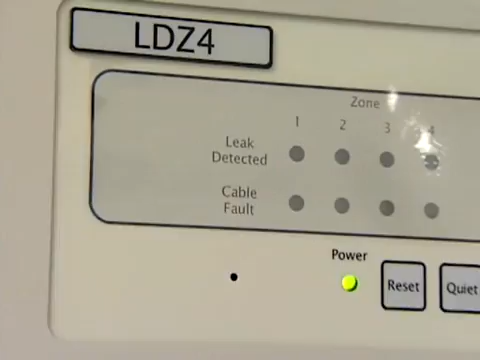 LDZ4
Zone
1 2 3 4
Leak
Detected
Cable
Fault
Power
Reset
Quiet